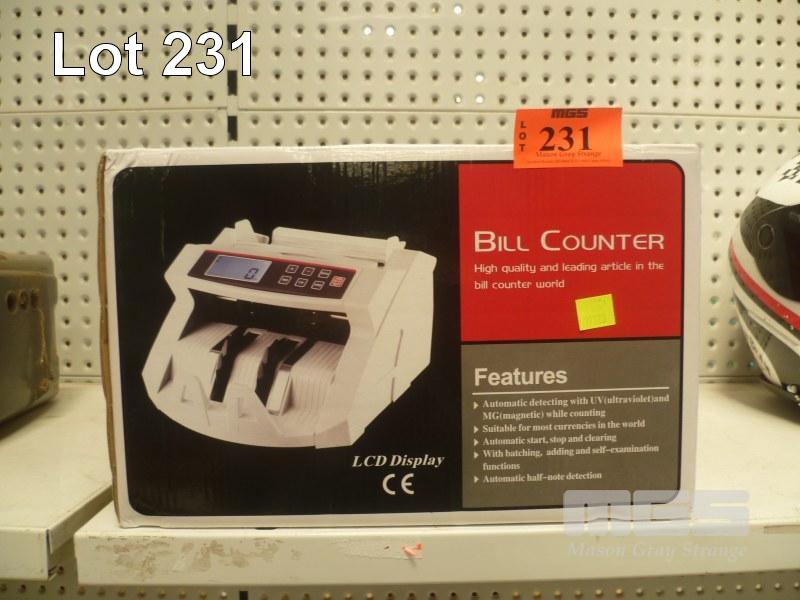 Lot 231
MGS
LOT
231
Mason Gray Strange
BILL COUNTER
High quality and leading article in the
bill counter world
0
Features
Automatic detecting with UV(ultraviolet)and
MG(magnetic) while counting
Suitable for most currencies in the world
Automatic start, stop and clearing
With batching, adding and self-examination
functions
Automatic half-note detection
LCD Display
CE
MGS
Mason Gray Strange